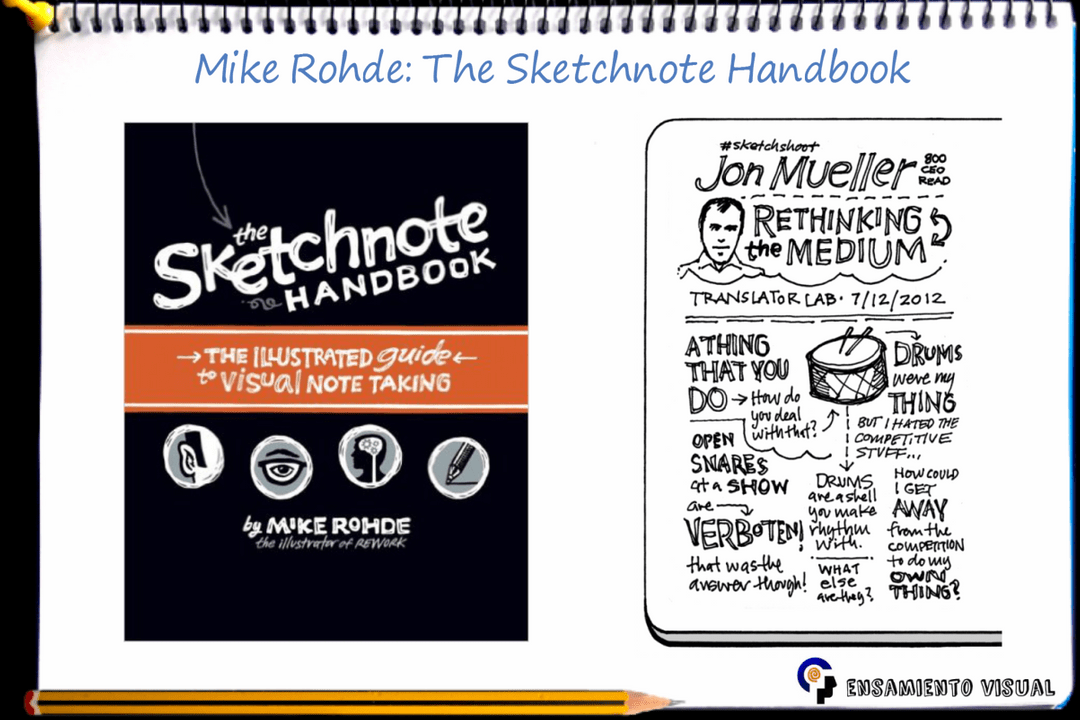 Mike Rohde: The Sketchnote Handbook
the
Sketchnote
HANDBOOK
→ THE ILLUSTRATED guide ←
to visual NOTE TAKING
by MIKE ROHDE
the illustrator of REWORK
#sketchshoot
Jon Mueller
800
CEO
READ
RETHINKING
the MEDIUM
TRANSLATOR LAB · 7/12/2012
A THING
THAT YOU
DO → How do
you deal
with that?
DRUMS
were my
THING
BUT I HATED THE
COMPETITIVE
STUFF...
OPEN
SNARES
at a SHOW
are
VERBOTEN!
that was the
answer though!
DRUMS
are a shell
you make
rhythm
with.
WHAT
else
are they?
HOW COULD
I GET
AWAY
from the
COMPETITION
to do my
OWN
THING?
ENSAMIENTO VISUAL